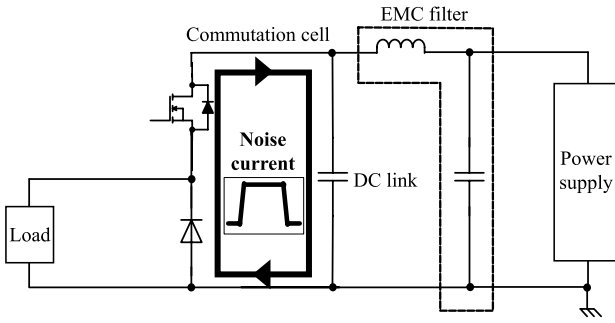 EMC filter
Commutation cell
Noise
current
DC link
Power
supply
Load